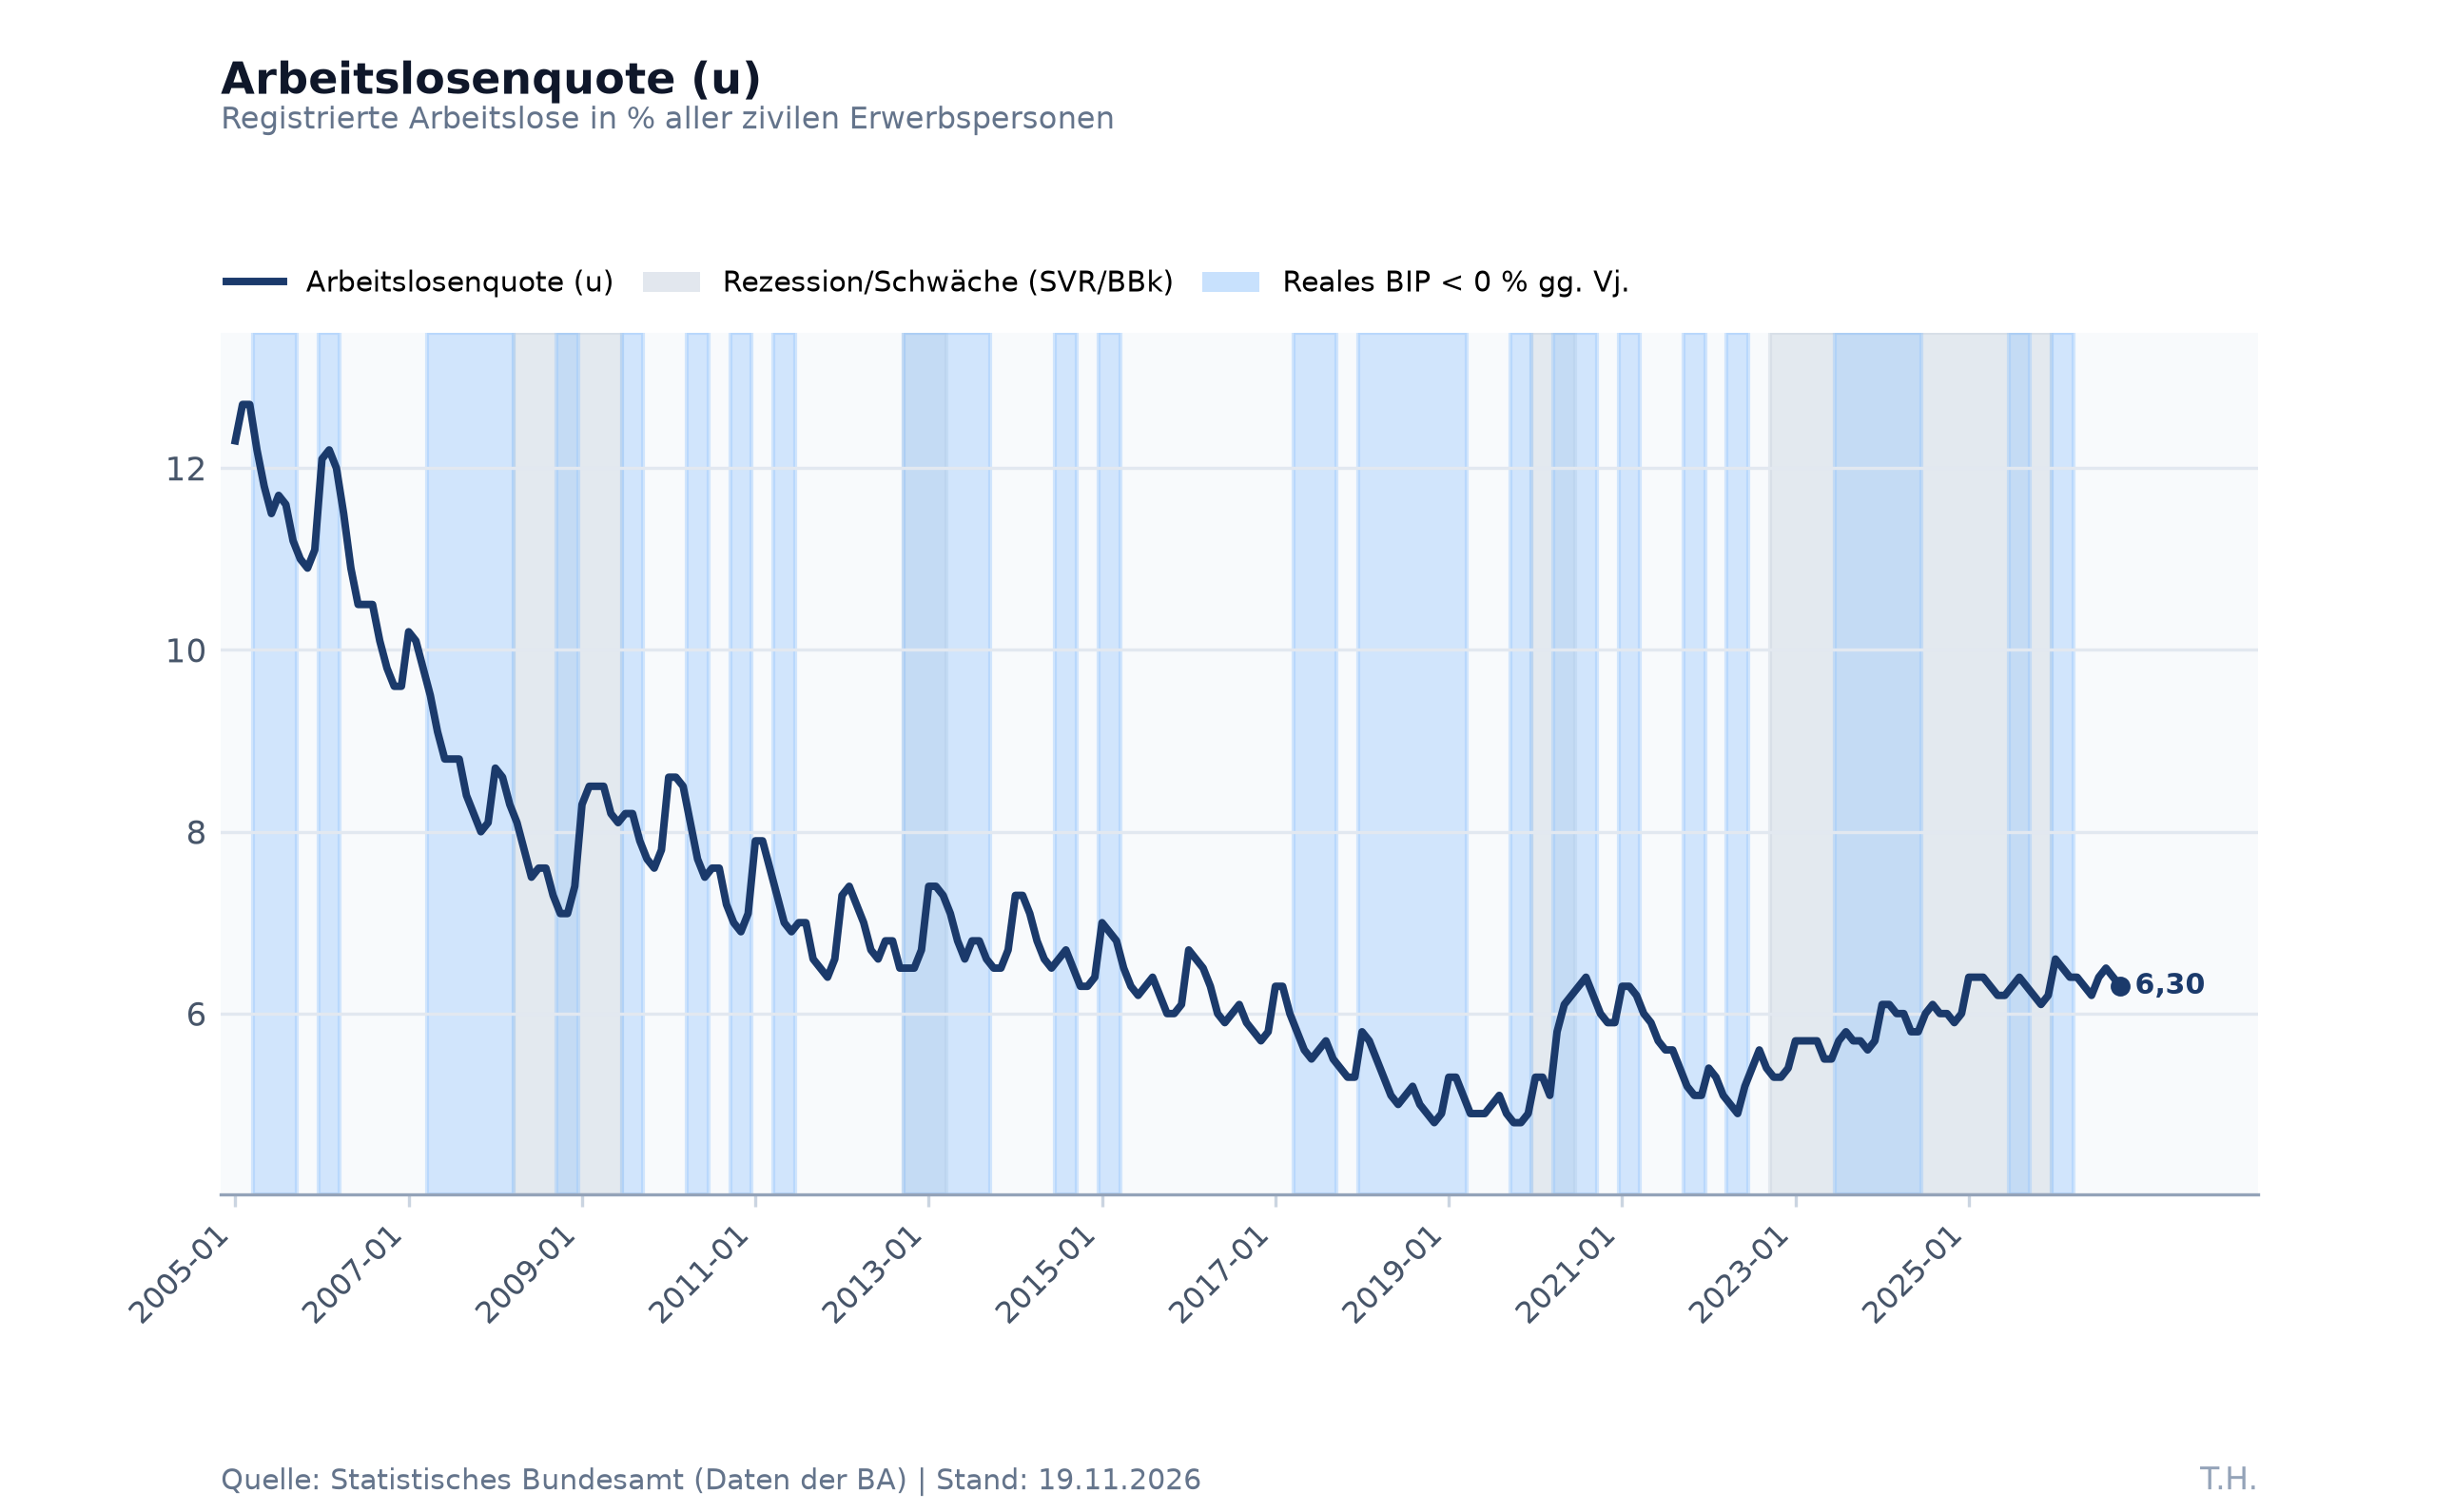 Arbeitslosenquote (u)
Registrierte Arbeitslose in % aller zivilen Erwerbspersonen
Arbeitslosenquote (u) Rezession/Schwäche (SVR/BBk) Reales BIP < 0 % gg. Vj.
12
10
8
6
6,30
2005-01 2007-01 2009-01 2011-01 2013-01 2015-01 2017-01 2019-01 2021-01 2023-01 2025-01
Quelle: Statistisches Bundesamt (Daten der BA) | Stand: 19.11.2026
T.H.